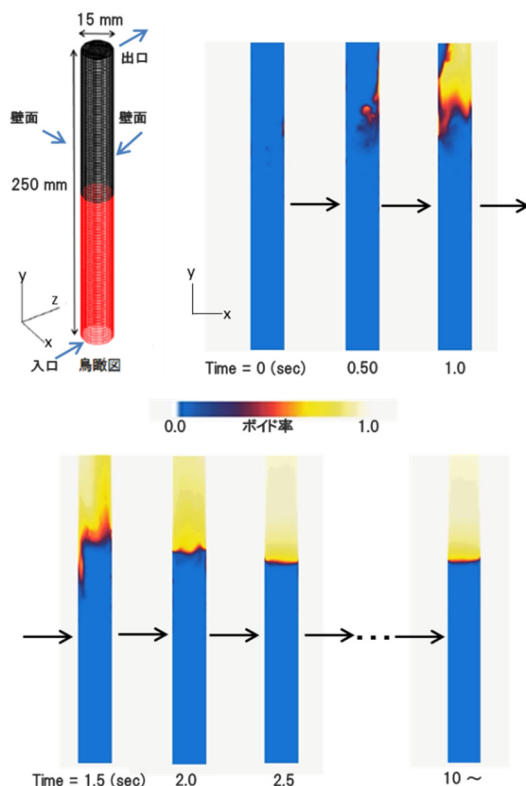 15 mm
出口
壁面
壁面
250 mm
y
z
x
入口
鳥瞰図
y
x
Time = 0 (sec)
0.50
1.0
0.0
ボイド率
1.0
Time = 1.5 (sec)
2.0
2.5
10 ～